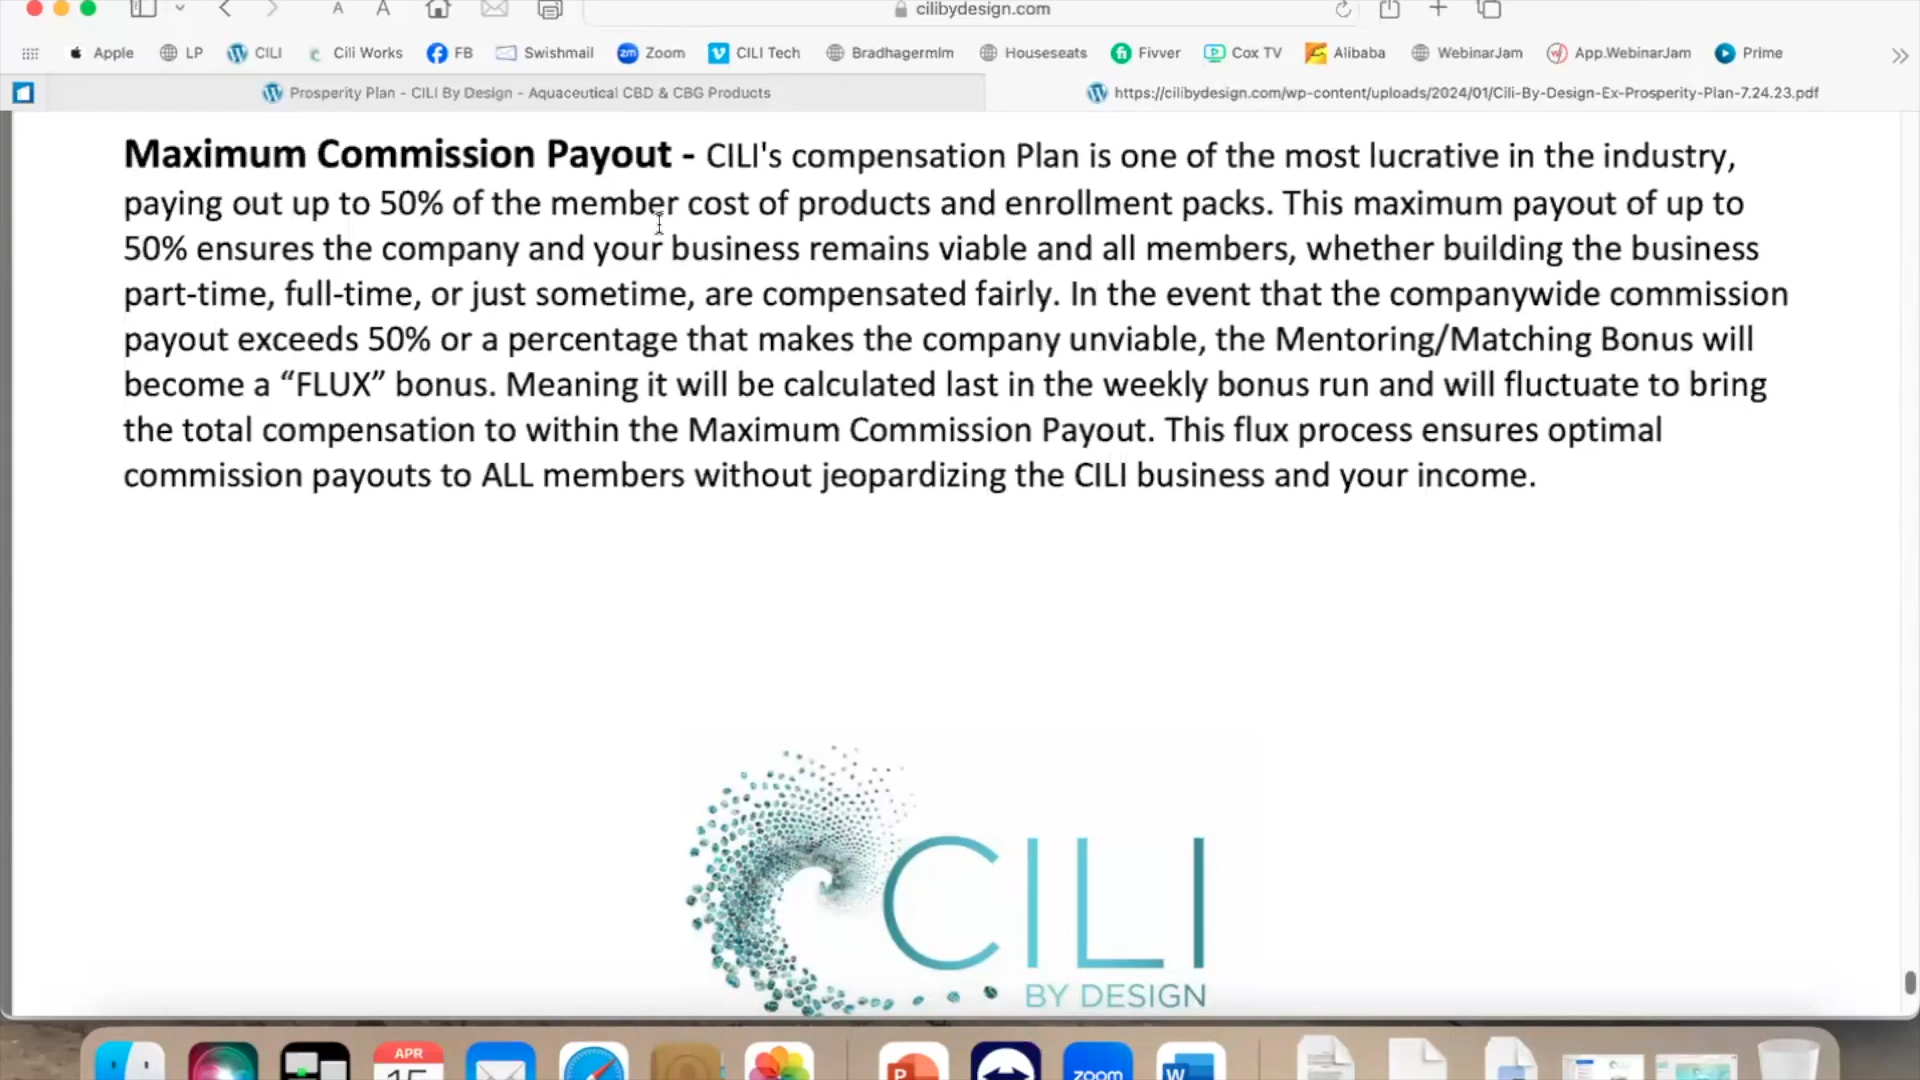 A A cilibydesign.com
Apple LP CILI Cili Works FB Swishmail zm Zoom CILI Tech Bradhagermlm Houseseats fi Fivver Cox TV Alibaba WebinarJam App.WebinarJam Prime
Prosperity Plan - CILI By Design - Aquaceutical CBD & CBG Products https://cilibydesign.com/wp-content/uploads/2024/01/Cili-By-Design-Ex-Prosperity-Plan-7.24.23.pdf
Maximum Commission Payout - CILI's compensation Plan is one of the most lucrative in the industry,
paying out up to 50% of the member cost of products and enrollment packs. This maximum payout of up to
50% ensures the company and your business remains viable and all members, whether building the business
part-time, full-time, or just sometime, are compensated fairly. In the event that the companywide commission
payout exceeds 50% or a percentage that makes the company unviable, the Mentoring/Matching Bonus will
become a “FLUX” bonus. Meaning it will be calculated last in the weekly bonus run and will fluctuate to bring
the total compensation to within the Maximum Commission Payout. This flux process ensures optimal
commission payouts to ALL members without jeopardizing the CILI business and your income.
CILI
BY DESIGN
APR P zoom W